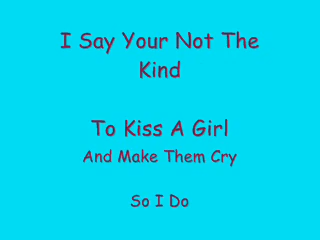 I Say Your Not The
Kind
To Kiss A Girl
And Make Them Cry
So I Do